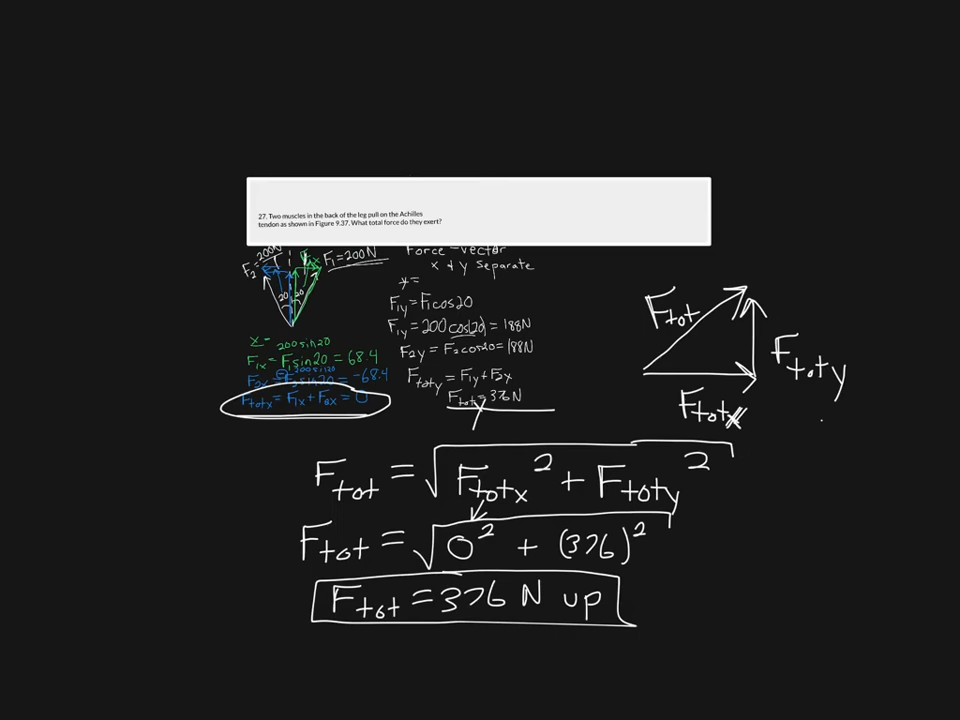 27. Two muscles in the back of the leg pull on the Achilles
tendon as shown in Figure 9.37. What total force do they exert?
F2=200N
F1=200N
20 20
Force - vector
x + y separate
F1y = F1cos20
F1y = 200cos(20) = 188N
F2y = F2cos20 = 188N
Ftoty = F1y + F2x
Ftoty = 376N
x= 200sin20
F1x = F1sin20 = 68.4
F2x = = -68.4
Ftotx = F1x + F2x = 0
Ftot
Ftoty
Ftotx
Ftot = √Ftotx² + Ftoty²
Ftot = √0² + (376)²
Ftot = 376 N up